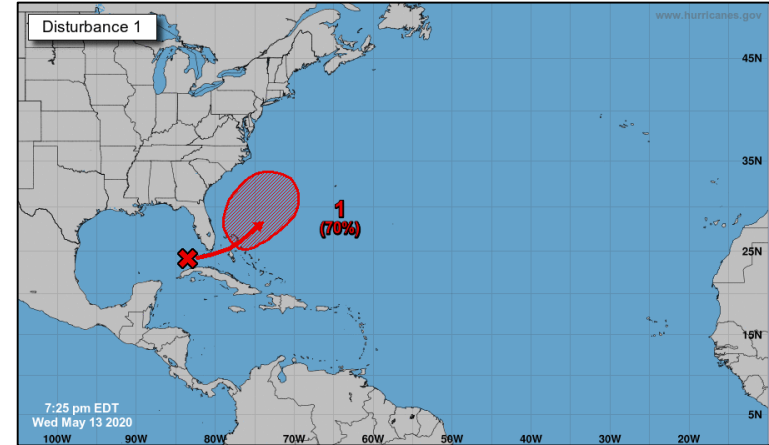 Disturbance 1
www.hurricanes.gov
45N
35N
1
(70%)
25N
15N
7:25 pm EDT
Wed May 13 2020
5N
100W 90W 80W 70W 60W 50W 40W 30W 20W